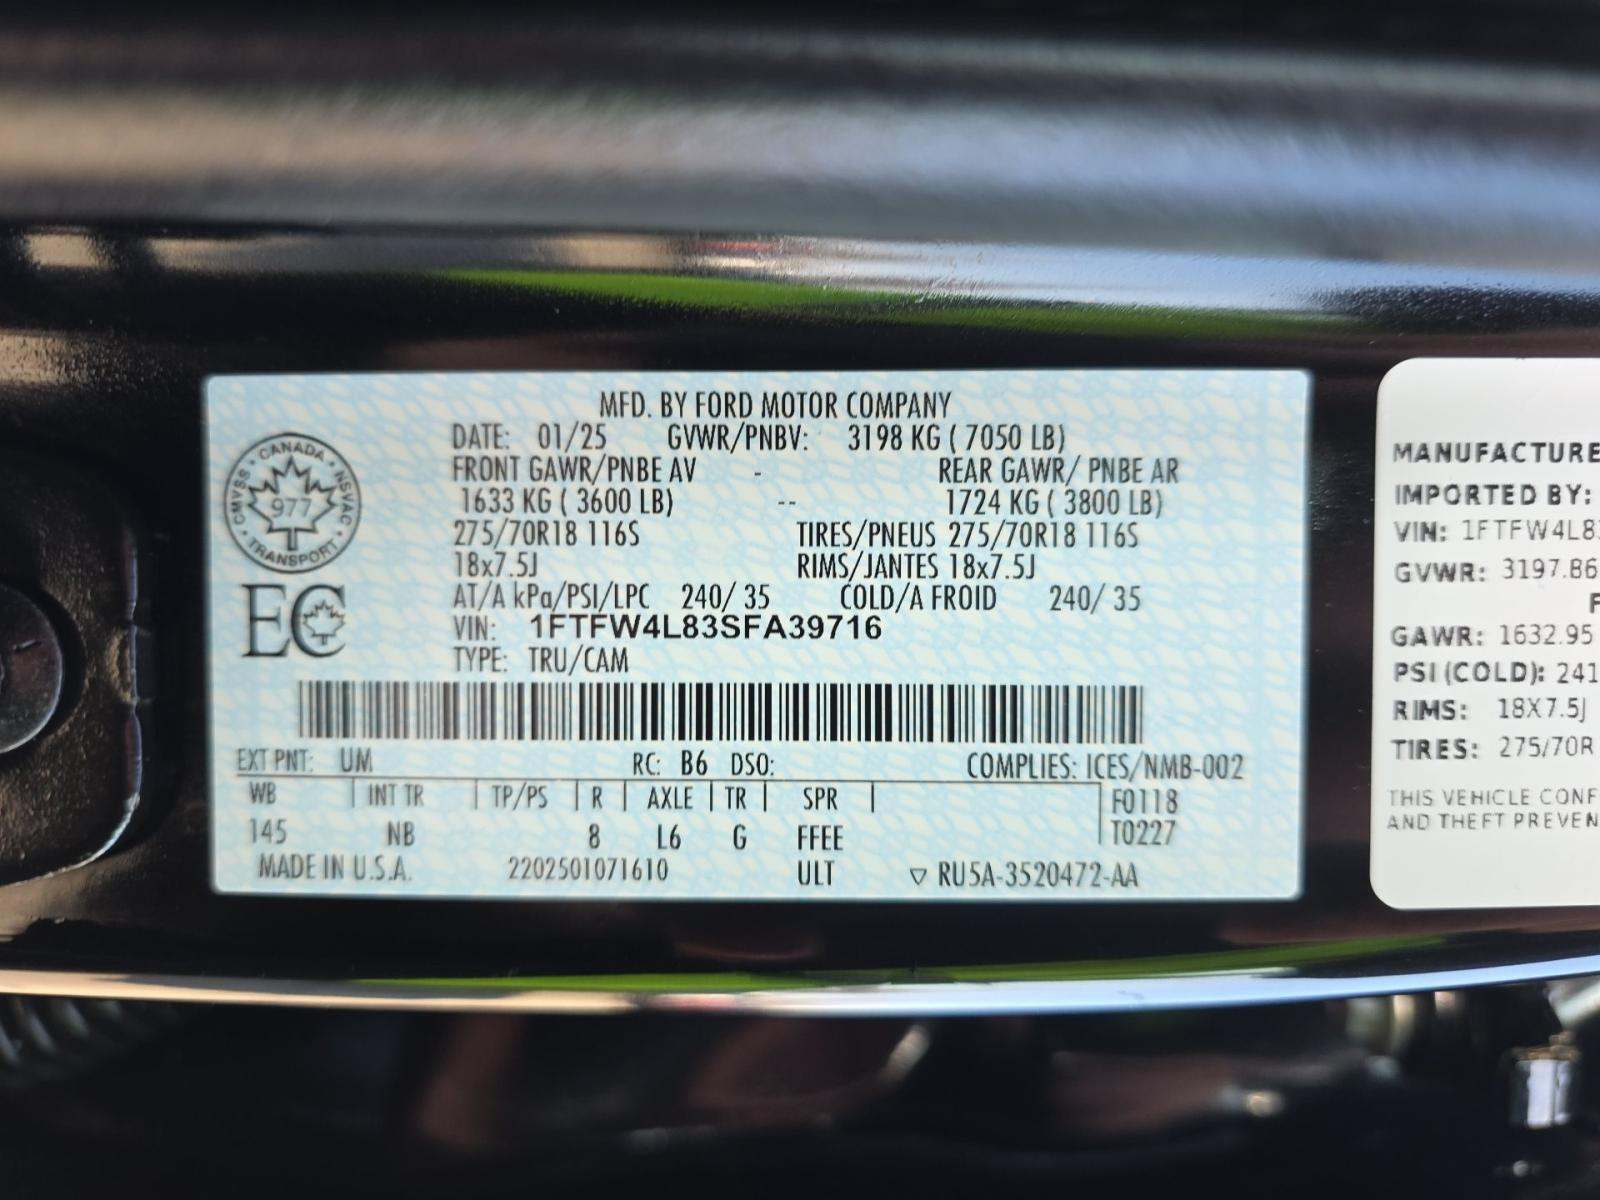 MFD. BY FORD MOTOR COMPANY
DATE: 01/25 GVWR/PNBV: 3198 KG ( 7050 LB)
FRONT GAWR/PNBE AV - REAR GAWR/ PNBE AR
1633 KG ( 3600 LB) -- 1724 KG ( 3800 LB)
275/70R18 116S TIRES/PNEUS 275/70R18 116S
18x7.5J RIMS/JANTES 18x7.5J
AT/A kPa/PSI/LPC 240/ 35 COLD/A FROID 240/ 35
VIN: 1FTFW4L83SFA39716
TYPE: TRU/CAM
CANADA
CMVSS NSVAC
977
TRANSPORT
EC
EXT PNT: UM RC: B6 DSO: COMPLIES: ICES/NMB-002
WB | INT TR | TP/PS | R | AXLE | TR | SPR | F0118
145 NB 8 L6 G FFEE T0227
MADE IN U.S.A. 2202501071610 ULT ▽ RU5A-3520472-AA
MANUFACTURE
IMPORTED BY:
VIN: 1FTFW4L83
GVWR: 3197.86
F
GAWR: 1632.95
PSI (COLD): 241
RIMS: 18X7.5J
TIRES: 275/70R
THIS VEHICLE CONF
AND THEFT PREVEN